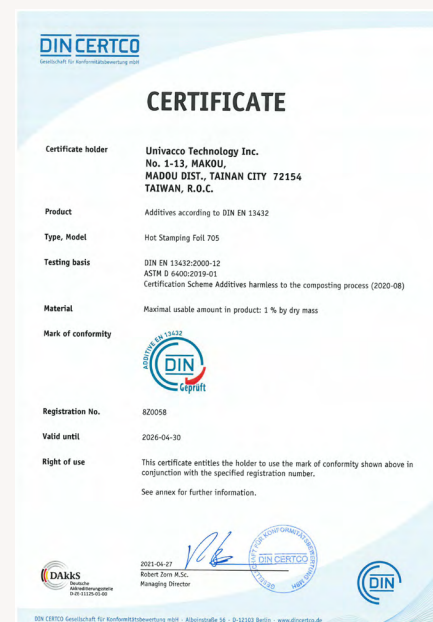 DIN CERTCO
Gesellschaft für Konformitätsbewertung mbH
CERTIFICATE
Certificate holder
Univacco Technology Inc.
No. 1-13, MAKOU,
MADOU DIST., TAINAN CITY 72154
TAIWAN, R.O.C.
Product
Additives according to DIN EN 13432
Type, Model
Hot Stamping Foil 705
Testing basis
DIN EN 13432:2000-12
ASTM D 6400:2019-01
Certification Scheme Additives harmless to the composting process (2020-08)
Material
Maximal usable amount in product: 1 % by dry mass
Mark of conformity
ADDITIVE EN 13432
DIN
Geprüft
Registration No.
8Z0058
Valid until
2026-04-30
Right of use
This certificate entitles the holder to use the mark of conformity shown above in
conjunction with the specified registration number.
See annex for further information.
2021-04-27
Robert Zorn M.Sc.
Managing Director
DAkkS
Deutsche
Akkreditierungsstelle
D-ZE-11125-01-00
GESELLSCHAFT FÜR KONFORMITÄTSBEWERTUNG MBH
DIN CERTCO
DIN
DIN CERTCO Gesellschaft für Konformitätsbewertung mbH · Alboinstraße 56 · D-12103 Berlin · www.dincertco.de